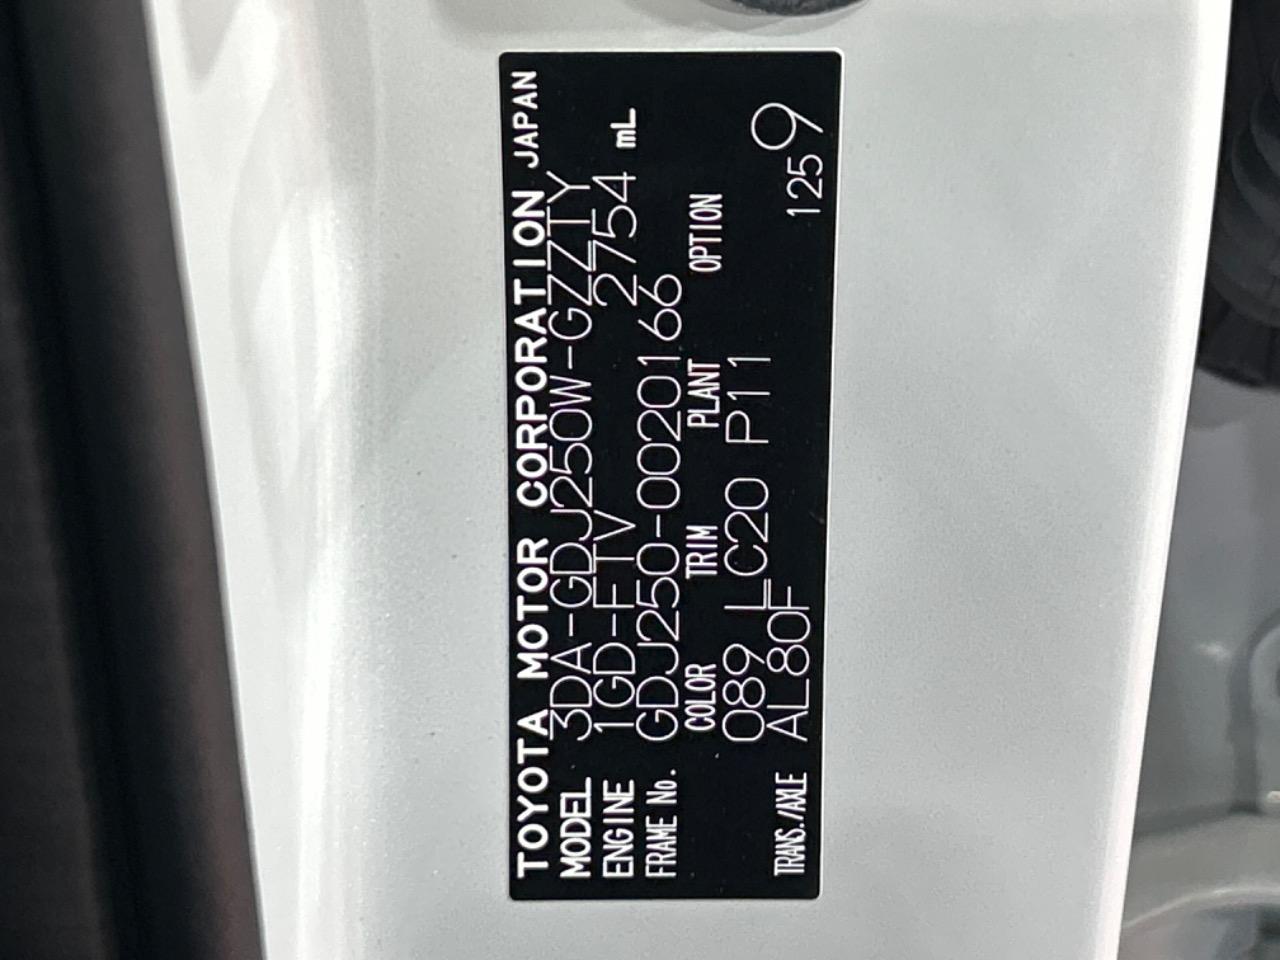 TOYOTA MOTOR CORPORATION JAPAN
MODEL 3DA-GDJ250W-GZZTY
ENGINE 1GD-FTV 2754 mL
FRAME No. GDJ250-0020166
COLOR TRIM PLANT OPTION
089 LC20 P11
TRANS./AXLE AL80F 1259